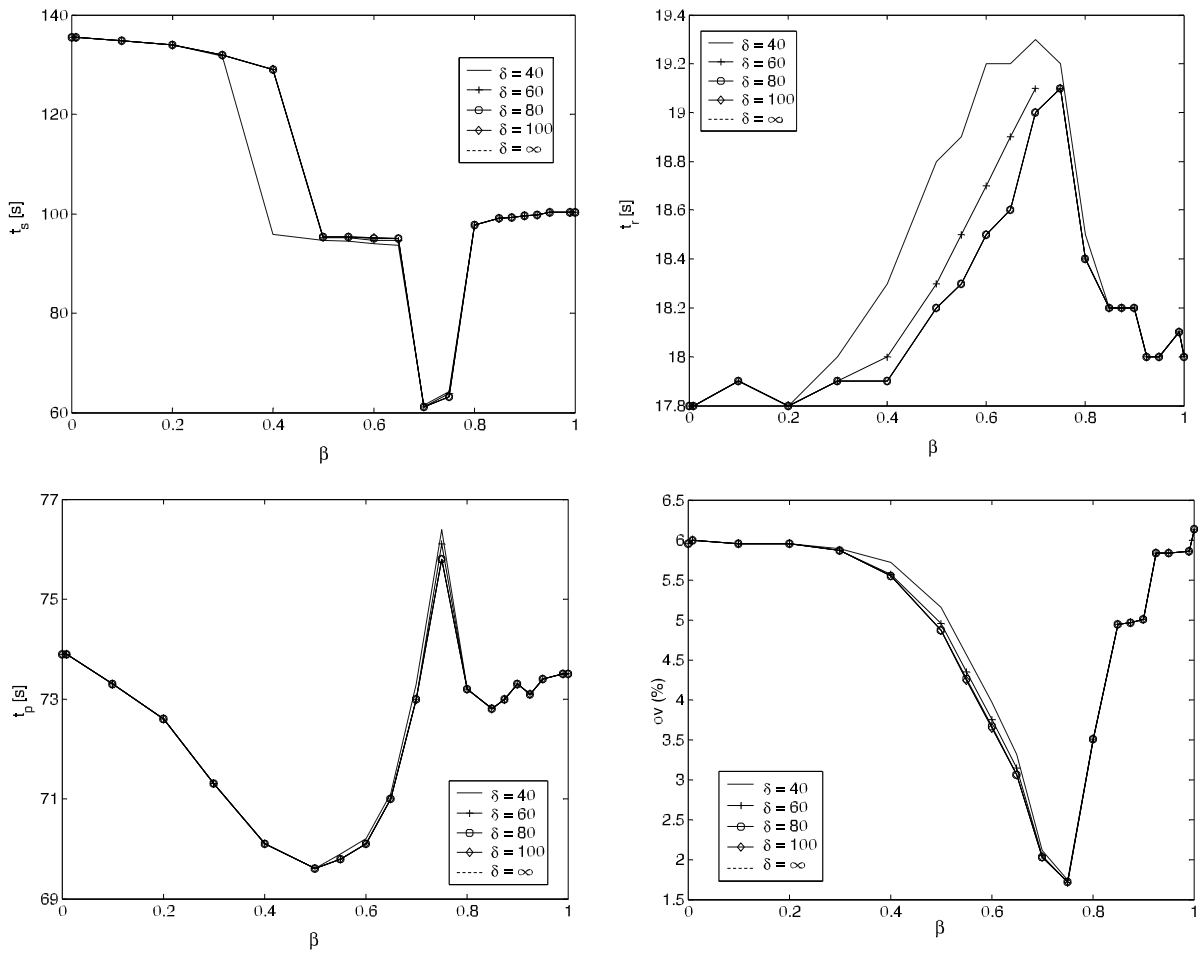 140
120
100
80
60
0
0.2
0.4
0.6
0.8
1
t_s [s]
β
δ = 40
δ = 60
δ = 80
δ = 100
δ = ∞
19.4
19.2
19
18.8
18.6
18.4
18.2
18
17.8
0
0.2
0.4
0.6
0.8
1
t_r [s]
β
δ = 40
δ = 60
δ = 80
δ = 100
δ = ∞
77
75
73
71
69
0
0.2
0.4
0.6
0.8
1
t_p [s]
β
δ = 40
δ = 60
δ = 80
δ = 100
δ = ∞
6.5
6
5.5
5
4.5
4
3.5
3
2.5
2
1.5
0
0.2
0.4
0.6
0.8
1
ov (%)
β
δ = 40
δ = 60
δ = 80
δ = 100
δ = ∞